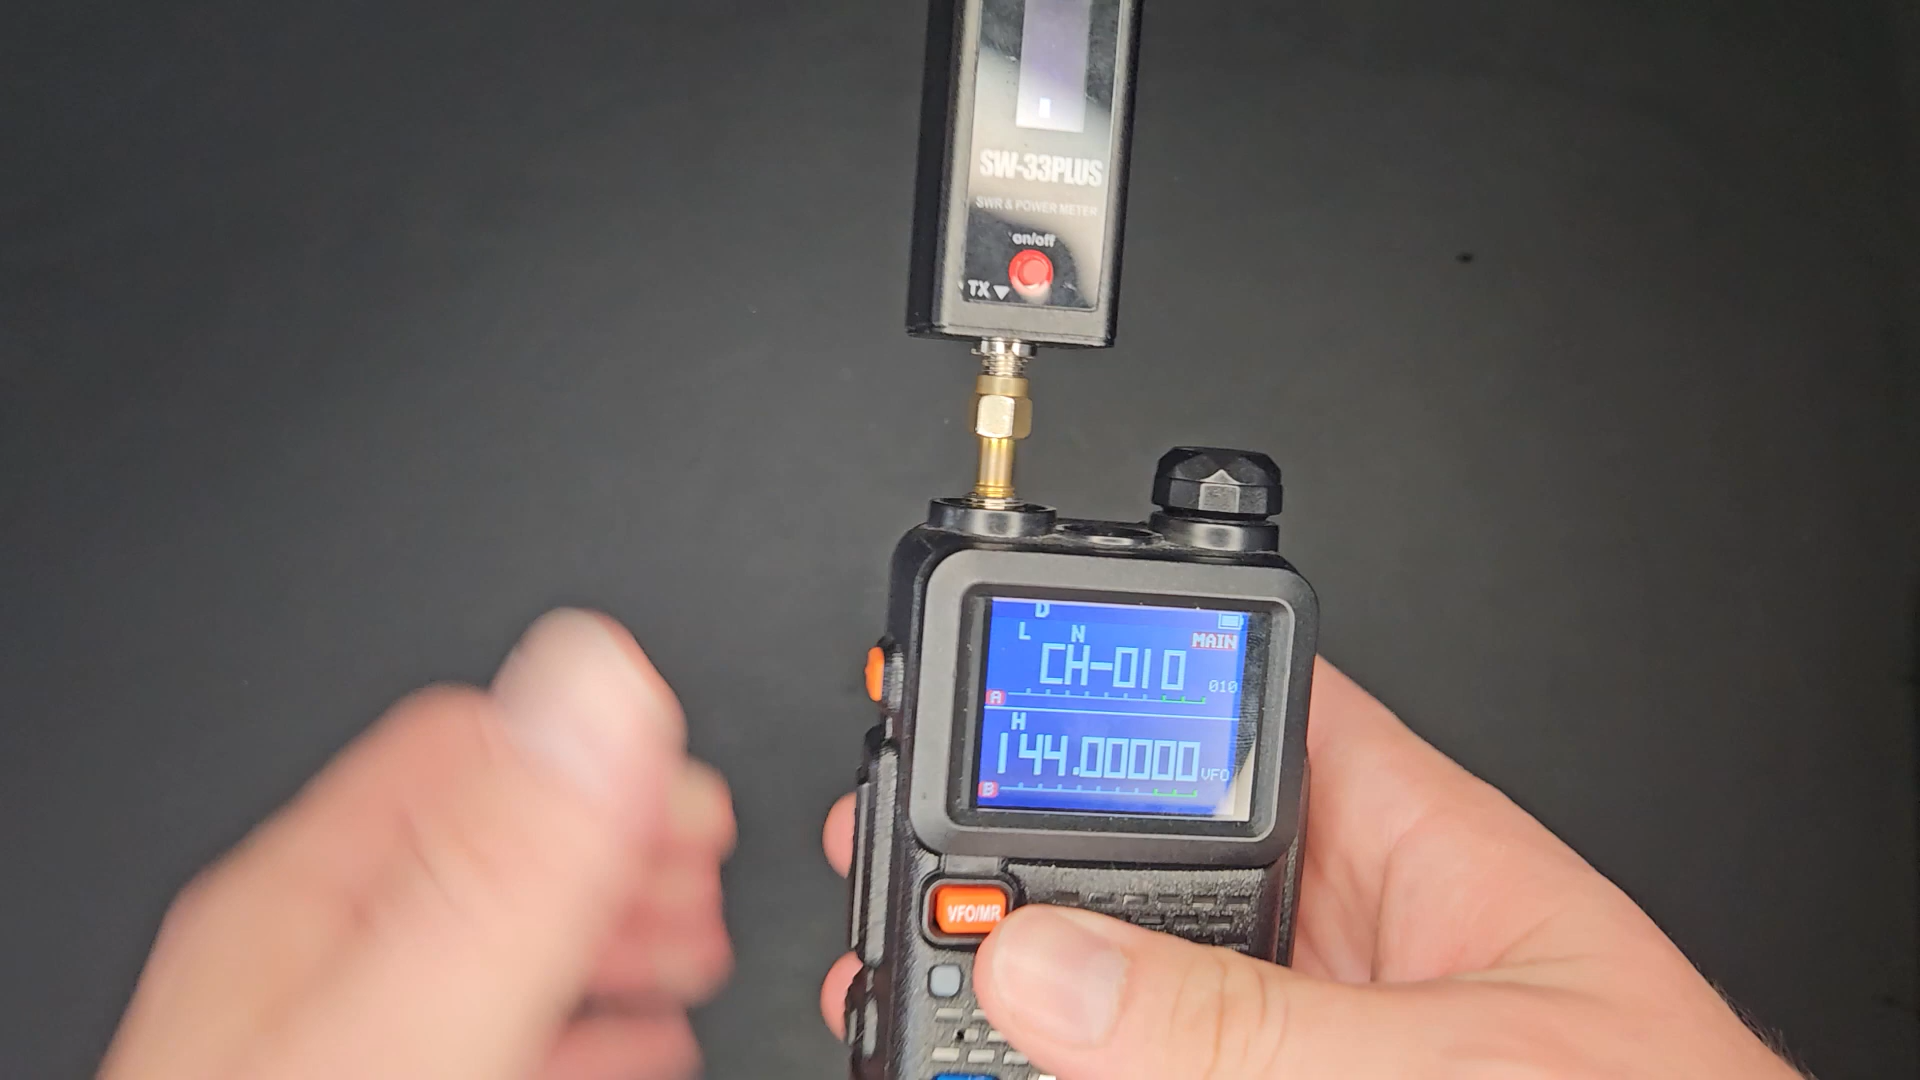 SW-33PLUS
SWR & POWER METER
on/off
TX
D
L N MAIN
CH-010 010
A
H
144.00000 VFO
B
VFO/MR